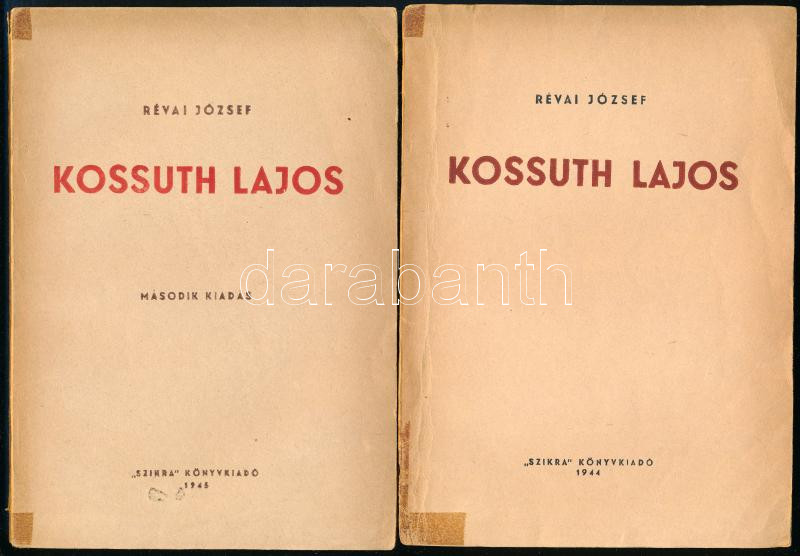 RÉVAI JÓZSEF
KOSSUTH LAJOS
MÁSODIK KIADÁS
„SZIKRA" KÖNYVKIADÓ
1945
RÉVAI JÓZSEF
KOSSUTH LAJOS
„SZIKRA" KÖNYVKIADÓ
1944
darabanth